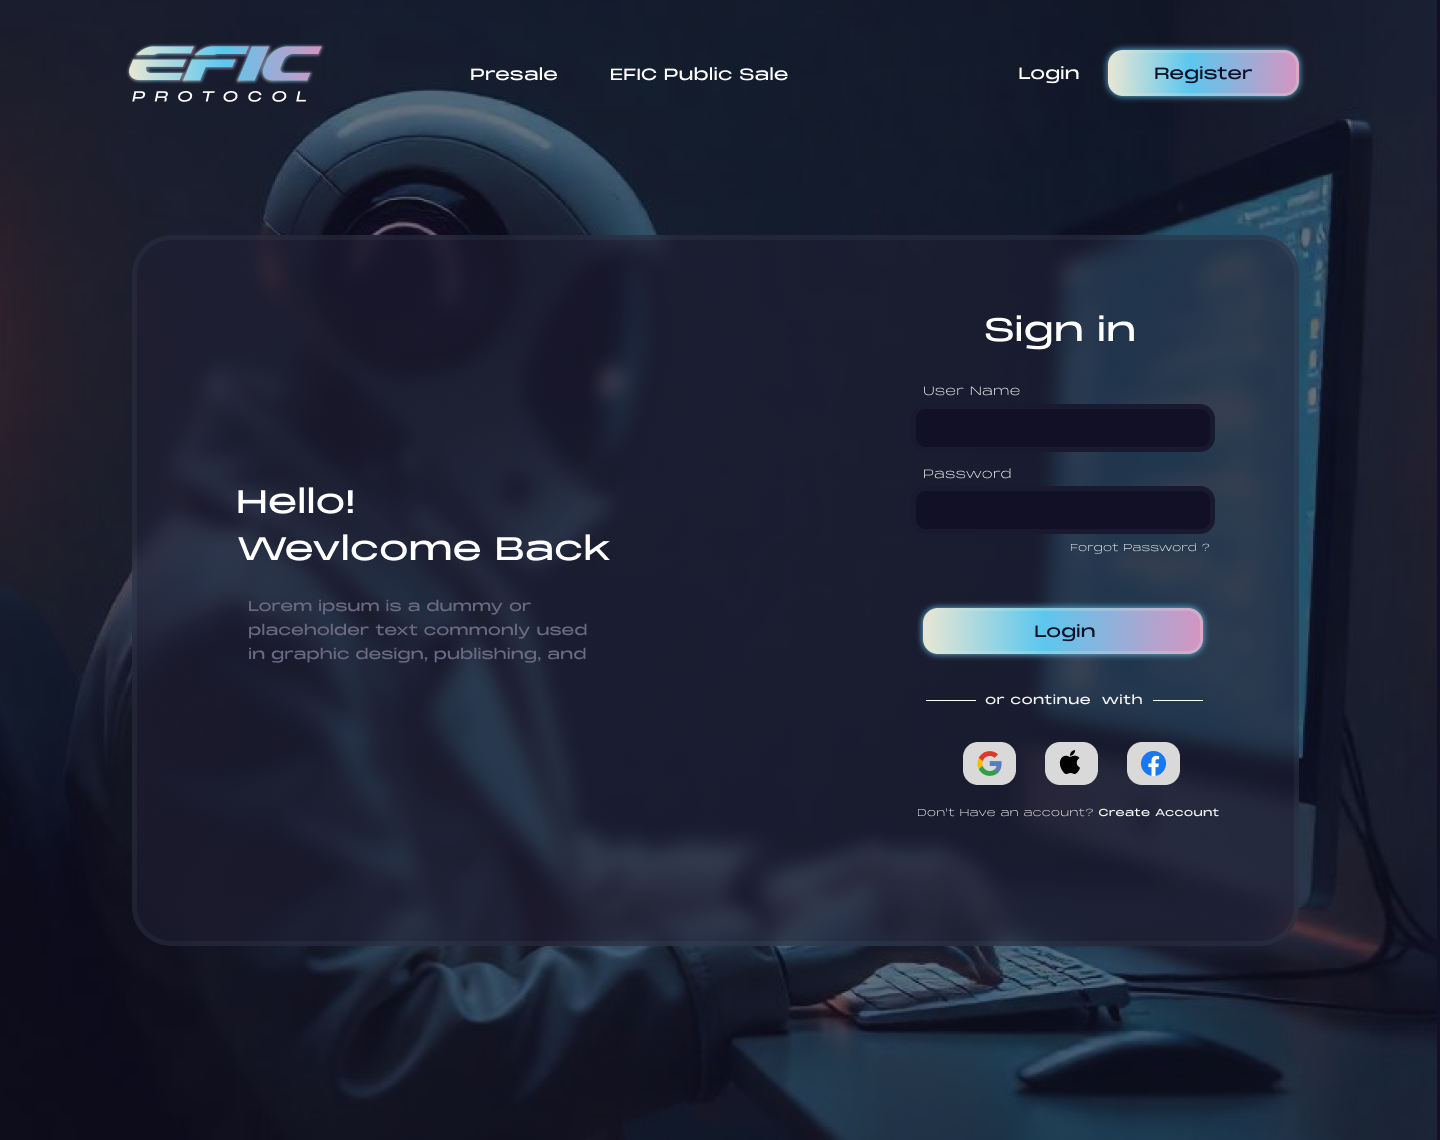 EFIC
PROTOCOL
Presale
EFIC Public Sale
Login
Register
Hello!
Wevlcome Back
Lorem ipsum is a dummy or
placeholder text commonly used
in graphic design, publishing, and
Sign in
User Name
Password
Forgot Password ?
Login
or continue with
Don't Have an account? Create Account